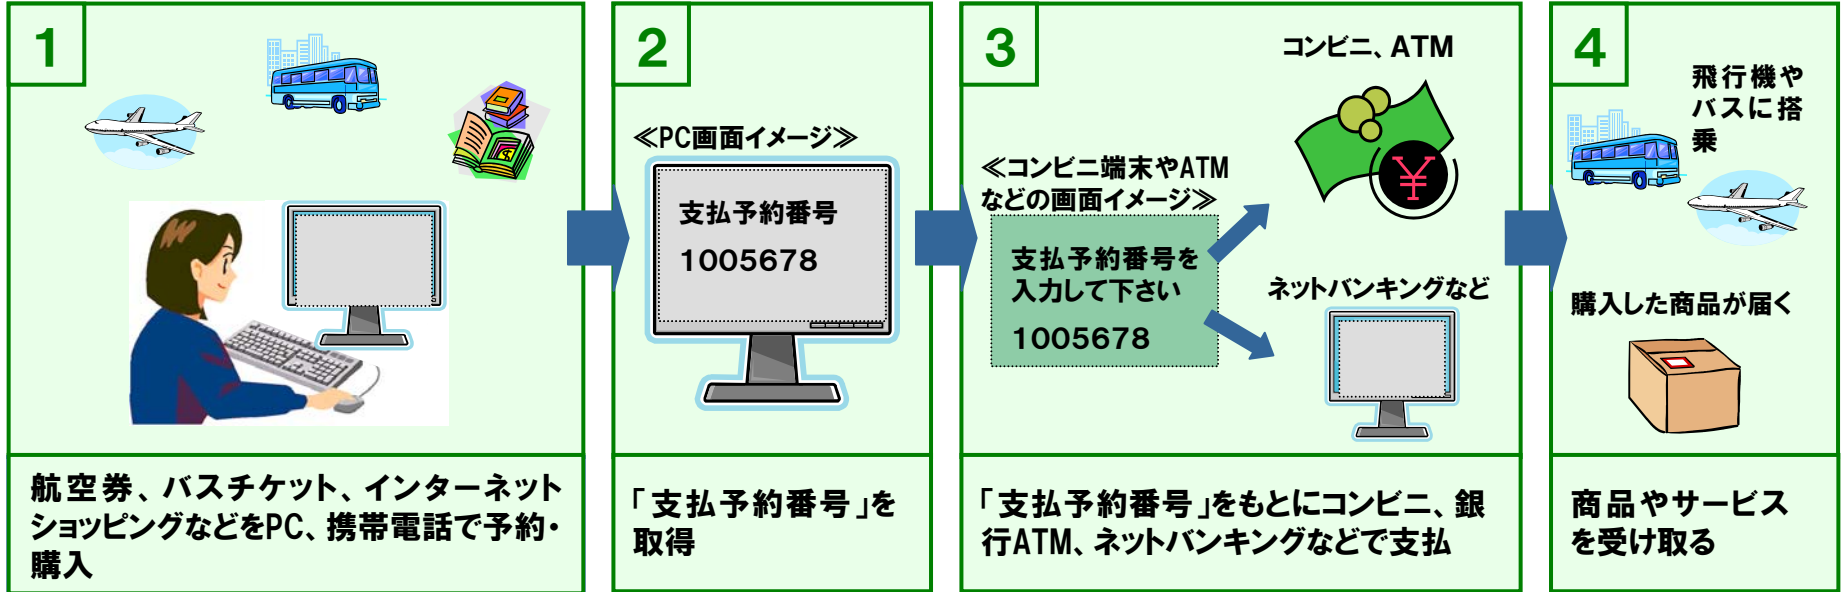 1
航空券、バスチケット、インターネット
ショッピングなどをPC、携帯電話で予約・
購入
2
≪PC画面イメージ≫
支払予約番号
1005678
「支払予約番号」を
取得
3
コンビニ、ATM
≪コンビニ端末やATM
などの画面イメージ≫
支払予約番号を
入力して下さい
1005678
ネットバンキングなど
「支払予約番号」をもとにコンビニ、銀
行ATM、ネットバンキングなどで支払
4
飛行機や
バスに搭
乗
購入した商品が届く
商品やサービス
を受け取る